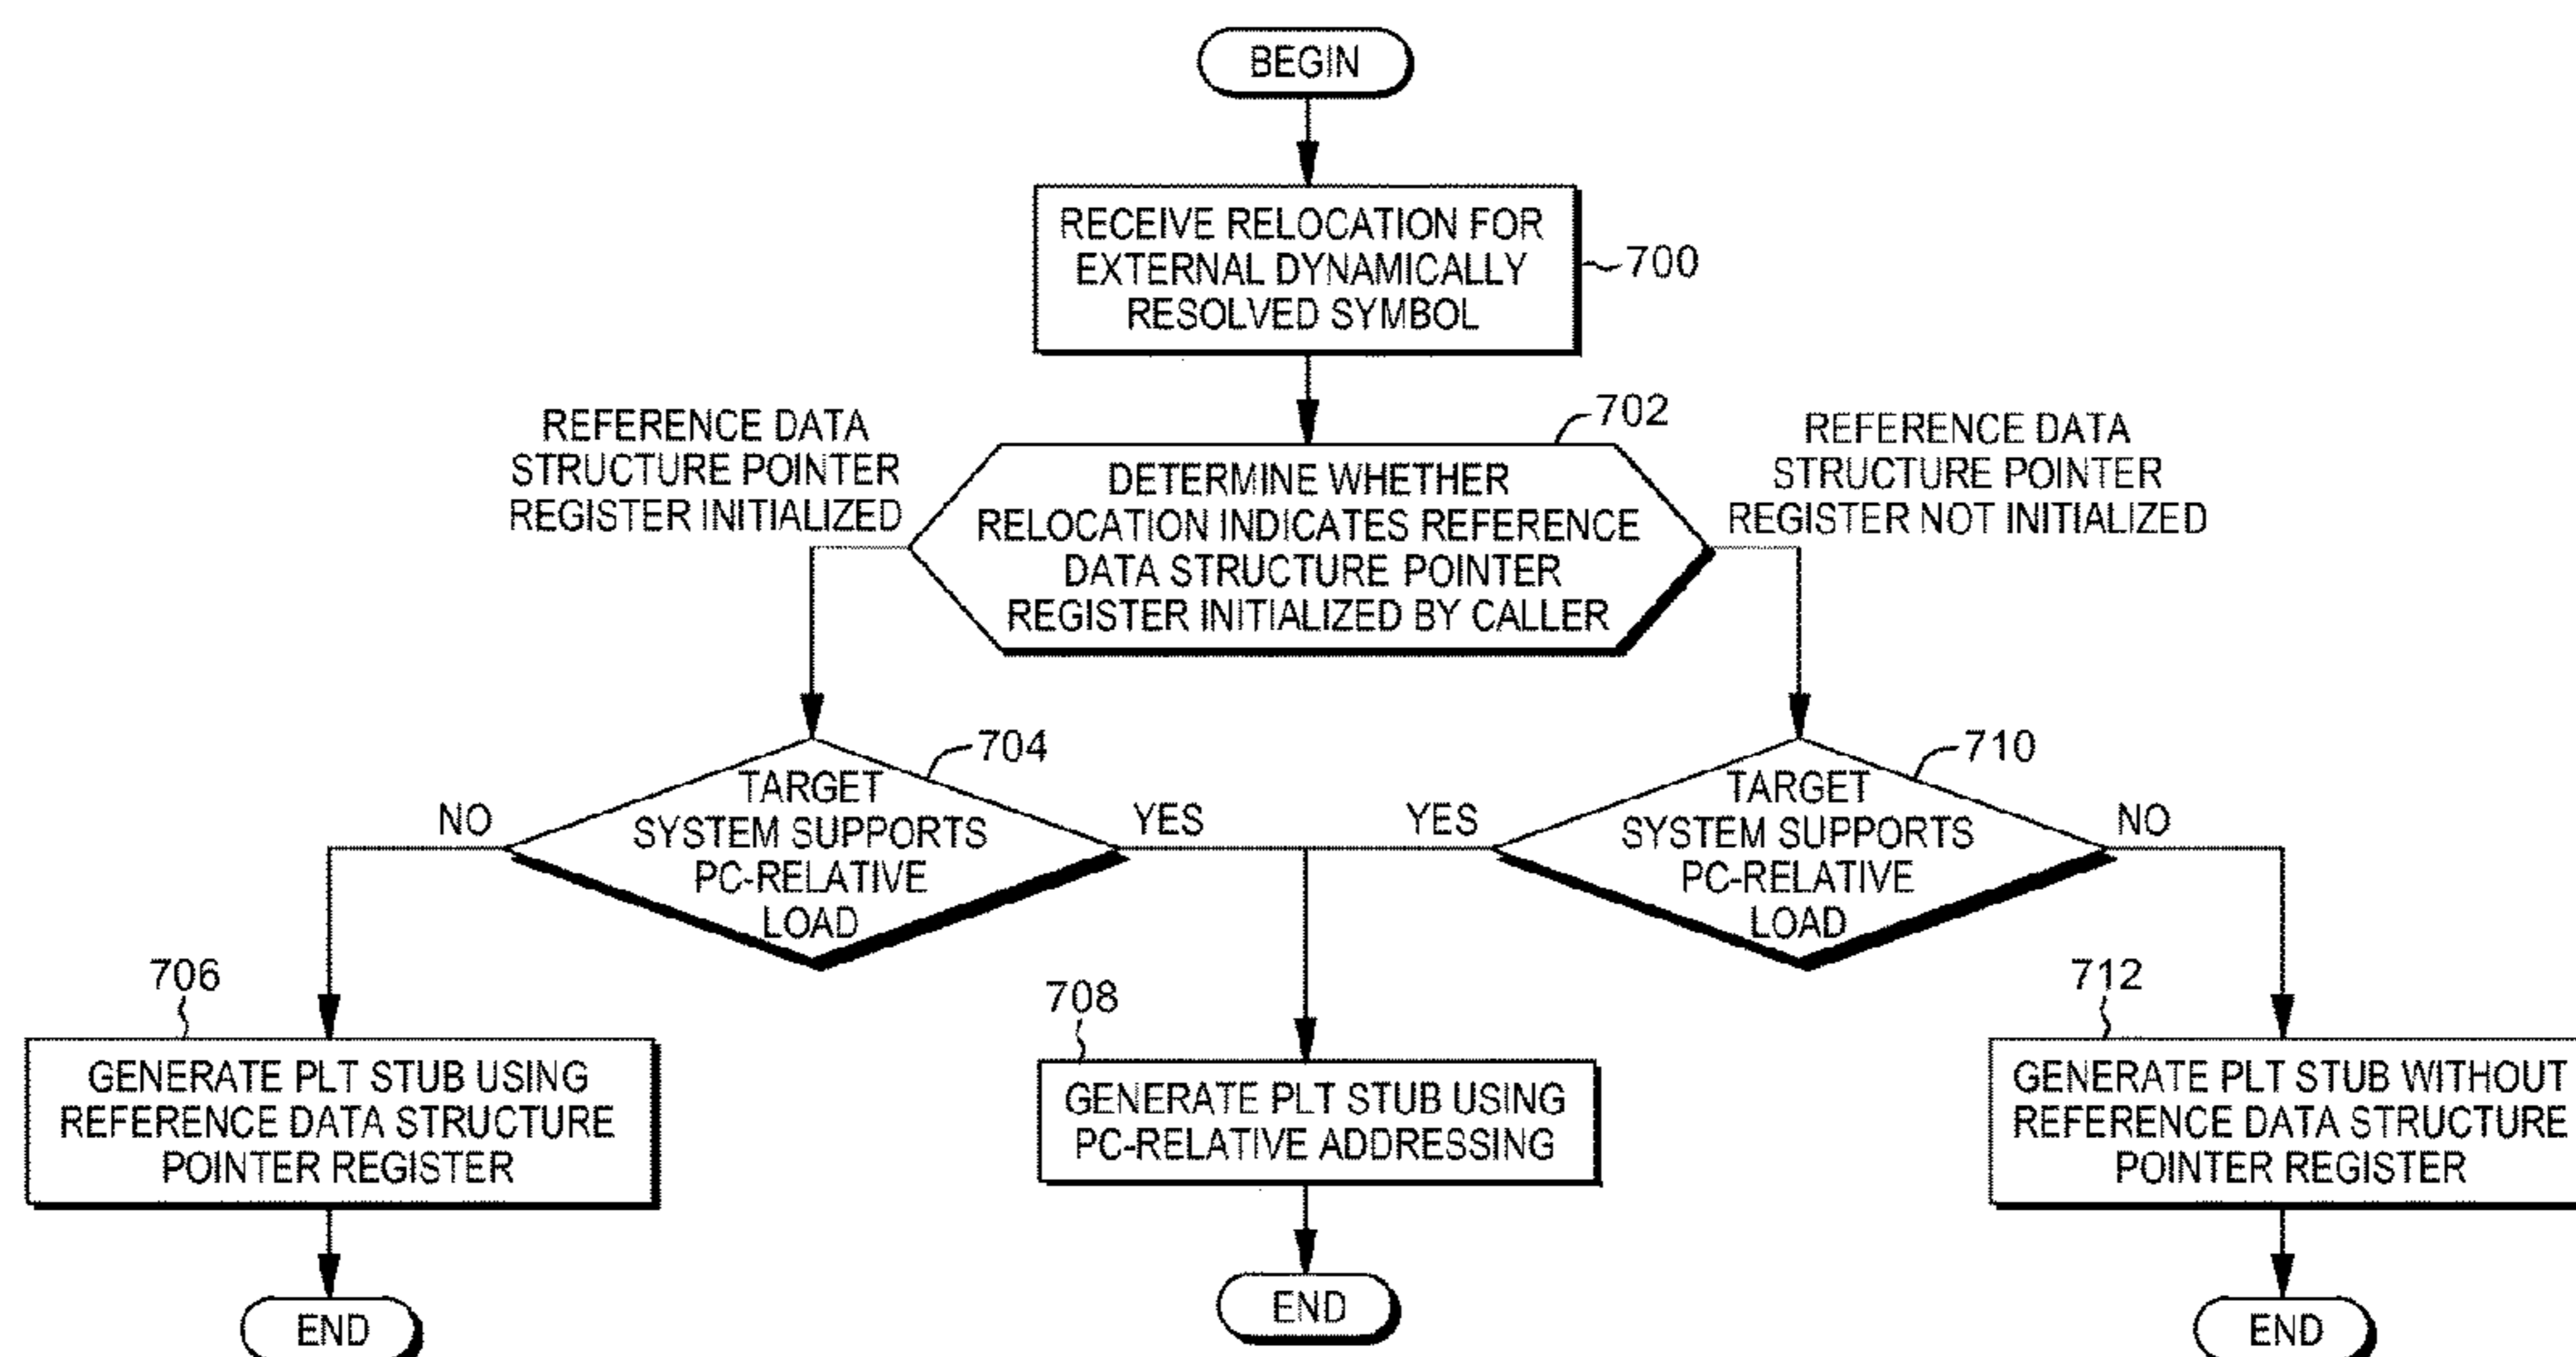 BEGIN
RECEIVE RELOCATION FOR
EXTERNAL DYNAMICALLY
RESOLVED SYMBOL
700
REFERENCE DATA
STRUCTURE POINTER
REGISTER INITIALIZED
702
DETERMINE WHETHER
RELOCATION INDICATES REFERENCE
DATA STRUCTURE POINTER
REGISTER INITIALIZED BY CALLER
REFERENCE DATA
STRUCTURE POINTER
REGISTER NOT INITIALIZED
704
TARGET
SYSTEM SUPPORTS
PC-RELATIVE
LOAD
NO
YES
710
TARGET
SYSTEM SUPPORTS
PC-RELATIVE
LOAD
YES
NO
706
GENERATE PLT STUB USING
REFERENCE DATA STRUCTURE
POINTER REGISTER
708
GENERATE PLT STUB USING
PC-RELATIVE ADDRESSING
712
GENERATE PLT STUB WITHOUT
REFERENCE DATA STRUCTURE
POINTER REGISTER
END
END
END